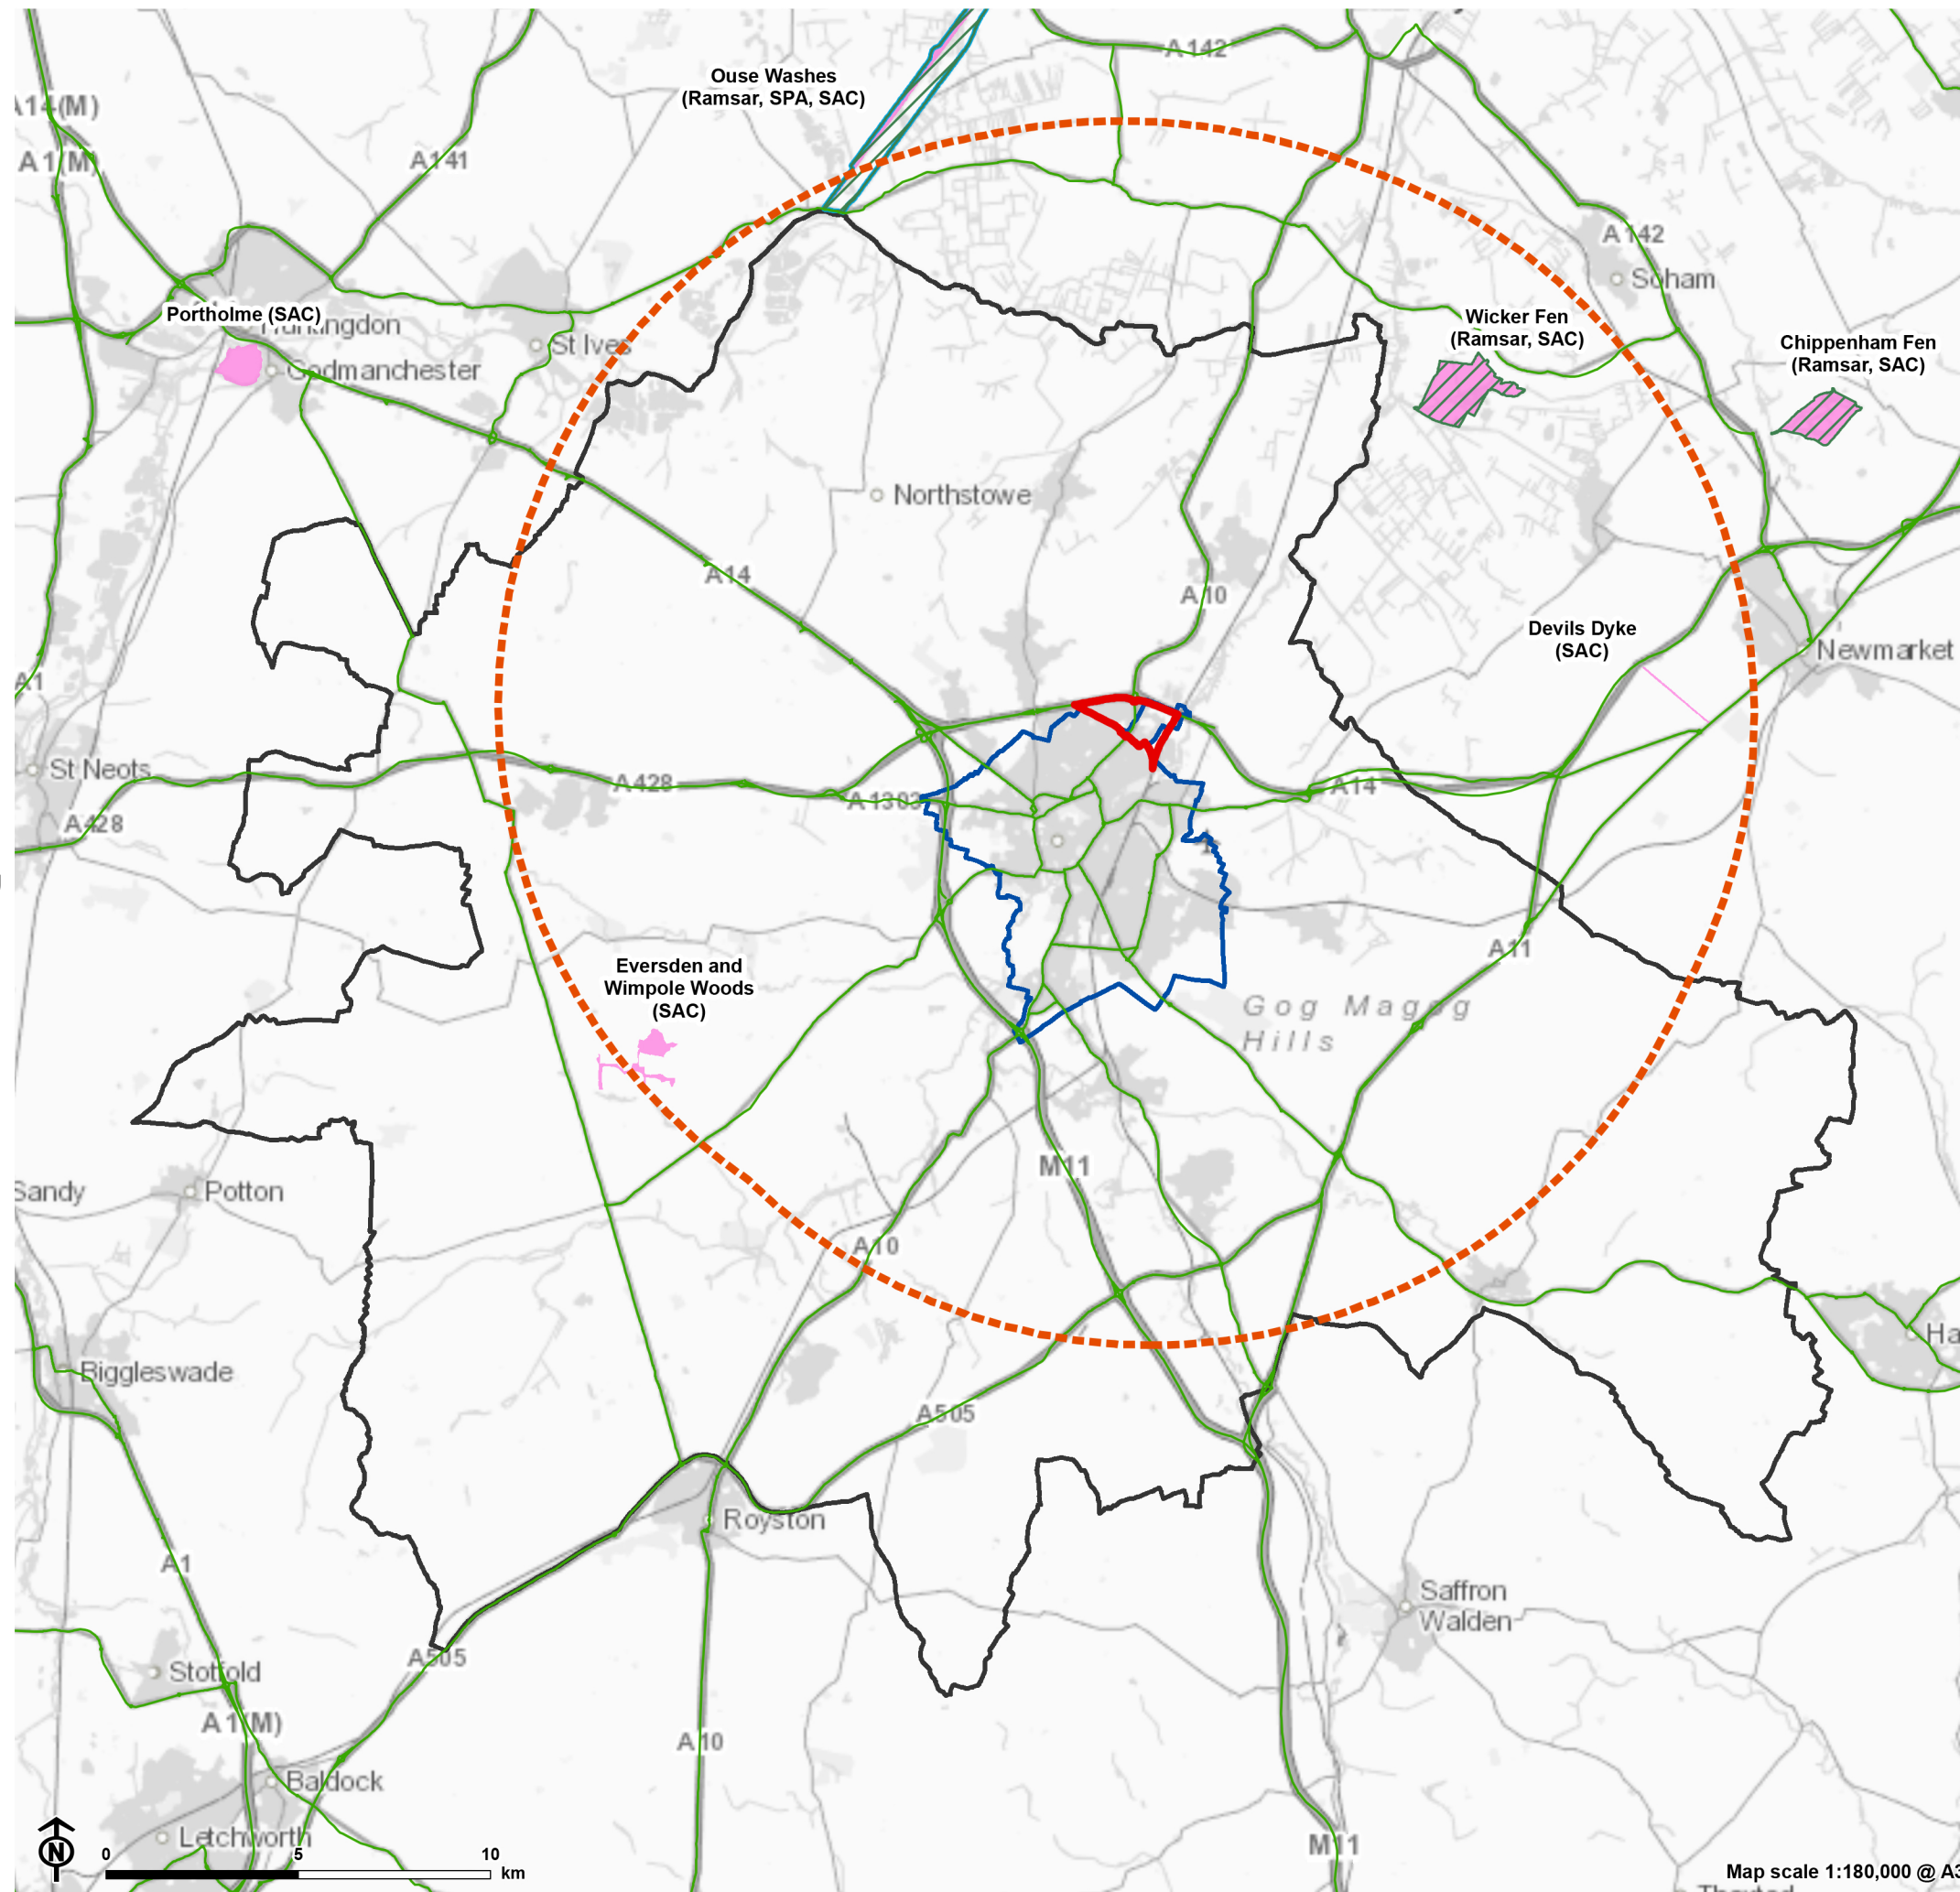 Ouse Washes
(Ramsar, SPA, SAC)
A142
A14(M)
A1(M)
A141
A142
Soham
Portholme (SAC)
Huntingdon
St Ives
Godmanchester
Wicker Fen
(Ramsar, SAC)
Chippenham Fen
(Ramsar, SAC)
Northstowe
A14
A10
Devils Dyke
(SAC)
Newmarket
A1
St Neots
A428
A1303
A14
A428
A11
Eversden and
Wimpole Woods
(SAC)
Gog Magog
Hills
M11
Sandy
Potton
A10
Ha
Biggleswade
A505
Royston
A1
Saffron
Walden
A505
Stotfold
A1(M)
A10
Baldock
Letchworth
M11
N
0 5 10
km
Map scale 1:180,000 @ A3